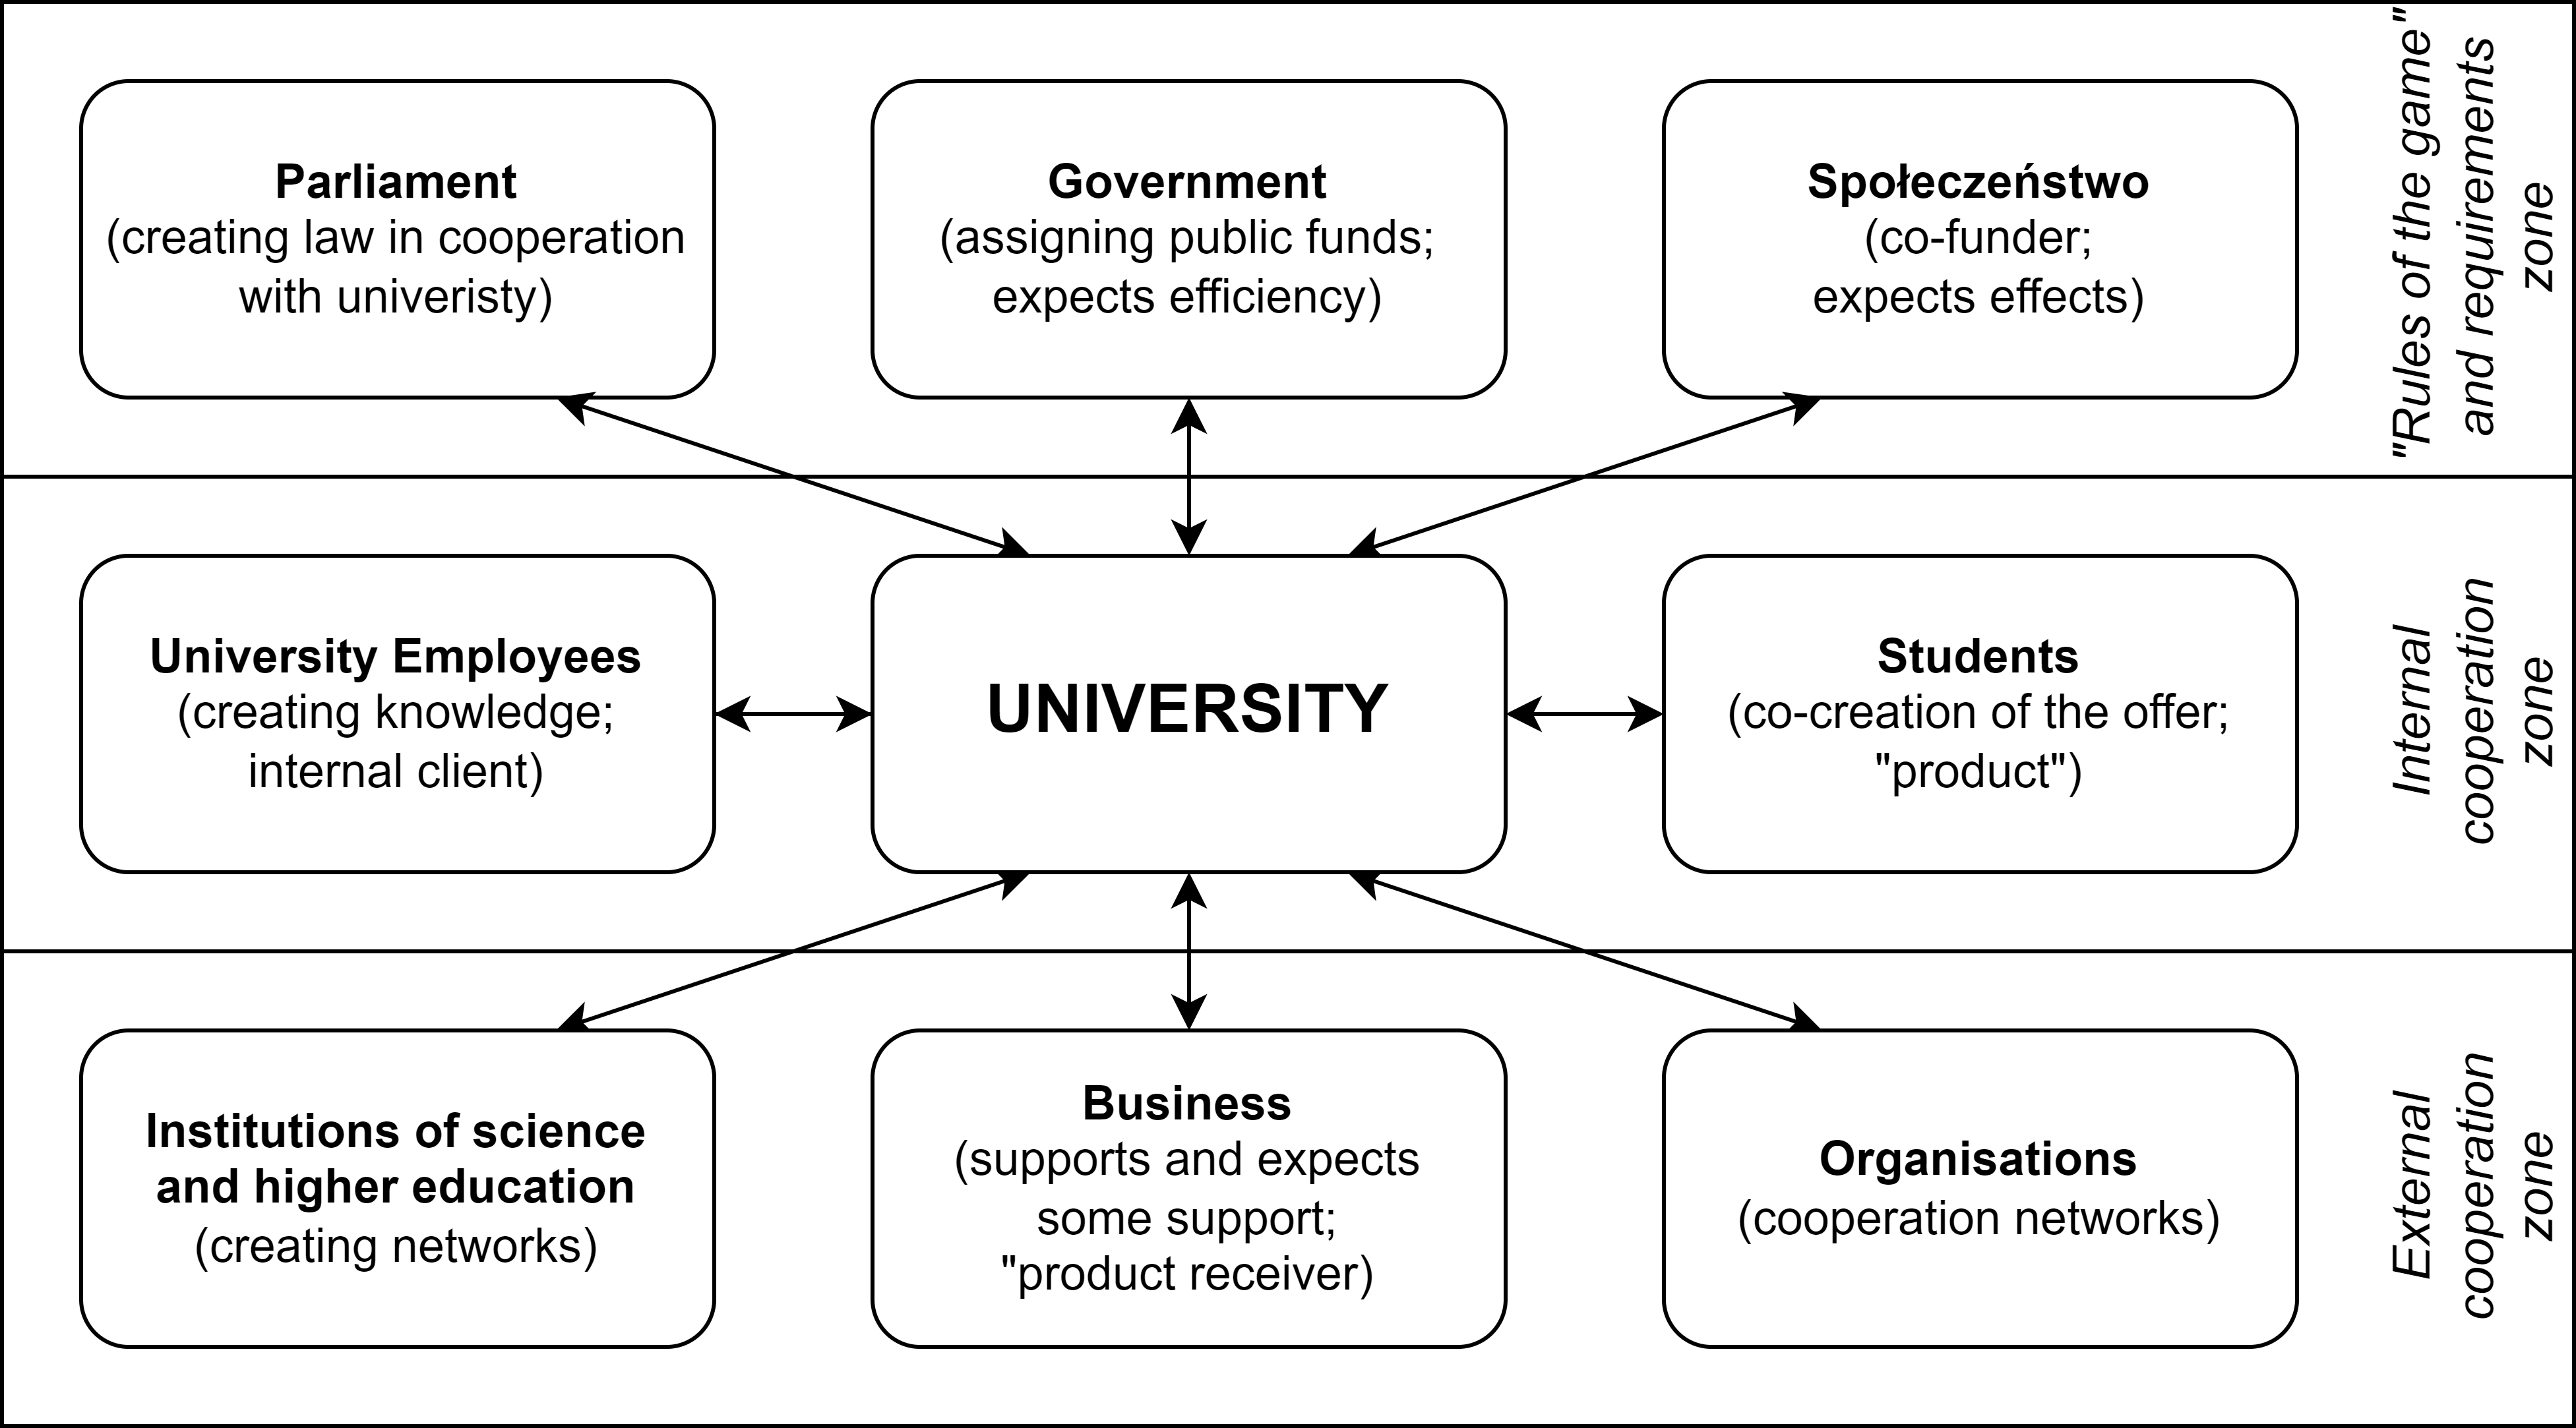 Parliament
(creating law in cooperation
with univeristy)
Government
(assigning public funds;
expects efficiency)
Społeczeństwo
(co-funder;
expects effects)
"Rules of the game"
and requirements
zone
University Employees
(creating knowledge;
internal client)
UNIVERSITY
Students
(co-creation of the offer;
"product")
Internal
cooperation
zone
Institutions of science
and higher education
(creating networks)
Business
(supports and expects
some support;
"product receiver)
Organisations
(cooperation networks)
External
cooperation
zone